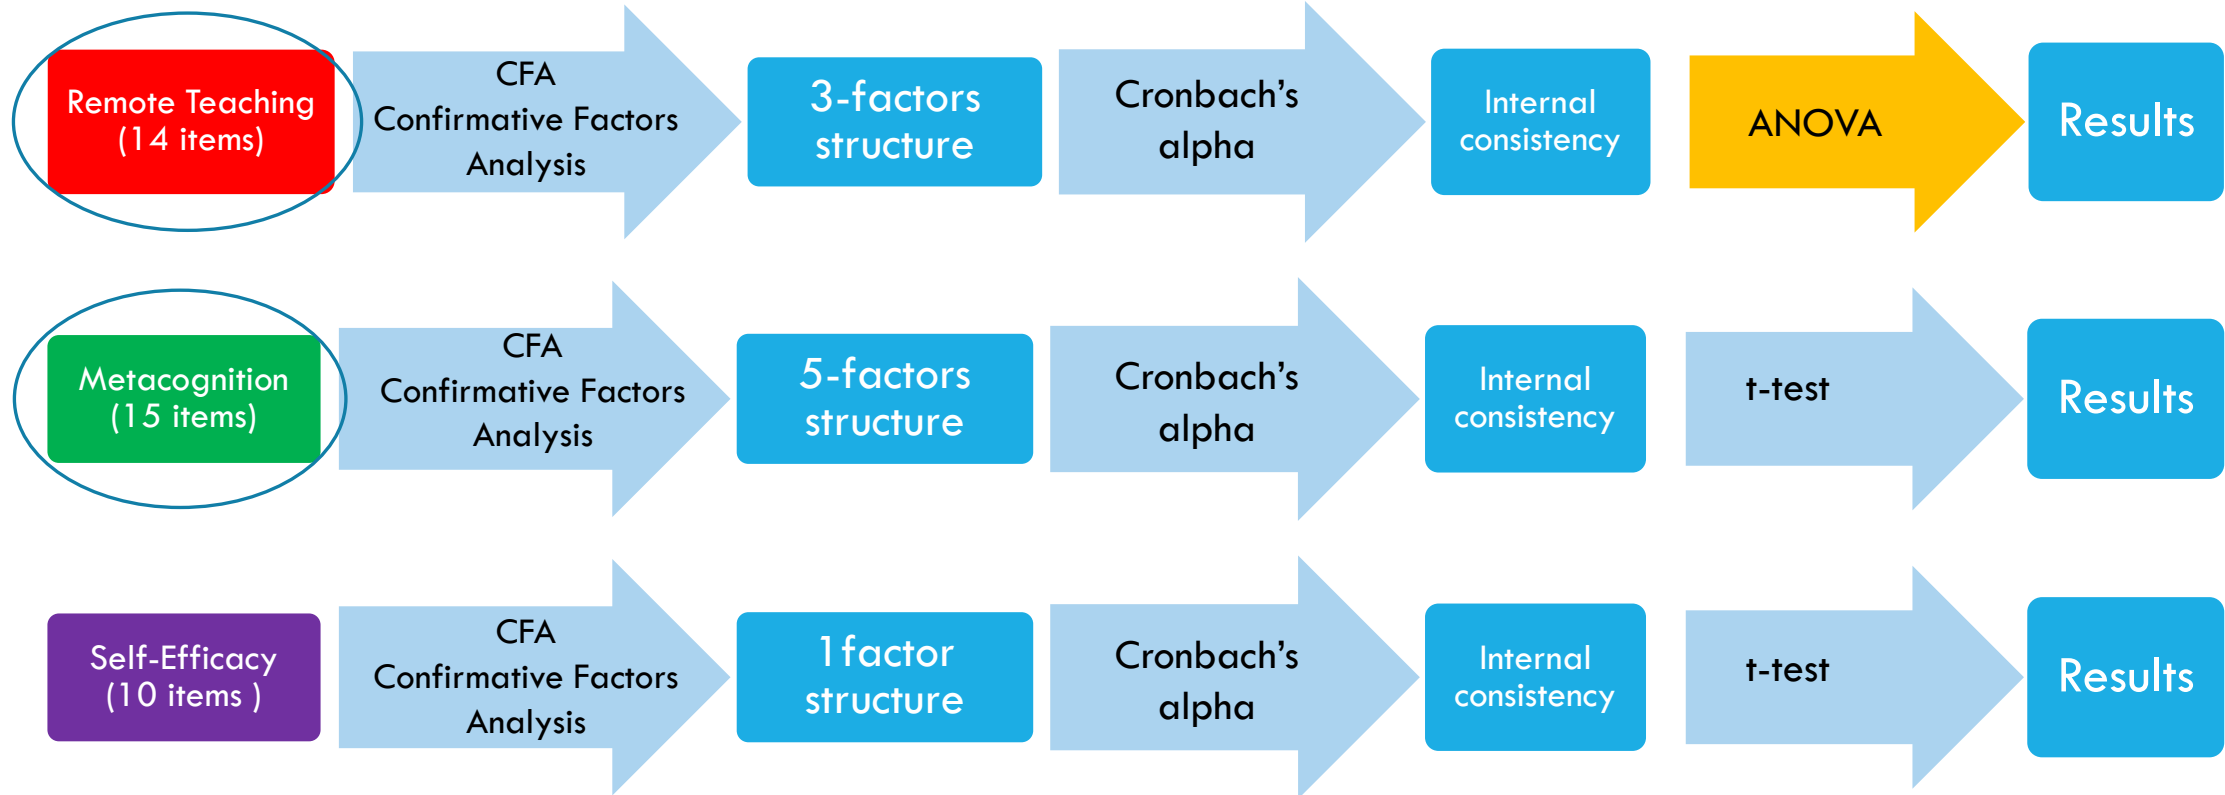 Remote Teaching
(14 items)
CFA
Confirmative Factors
Analysis
3-factors
structure
Cronbach's
alpha
Internal
consistency
ANOVA
Results
Metacognition
(15 items)
CFA
Confirmative Factors
Analysis
5-factors
structure
Cronbach's
alpha
Internal
consistency
t-test
Results
Self-Efficacy
(10 items )
CFA
Confirmative Factors
Analysis
1factor
structure
Cronbach's
alpha
Internal
consistency
t-test
Results